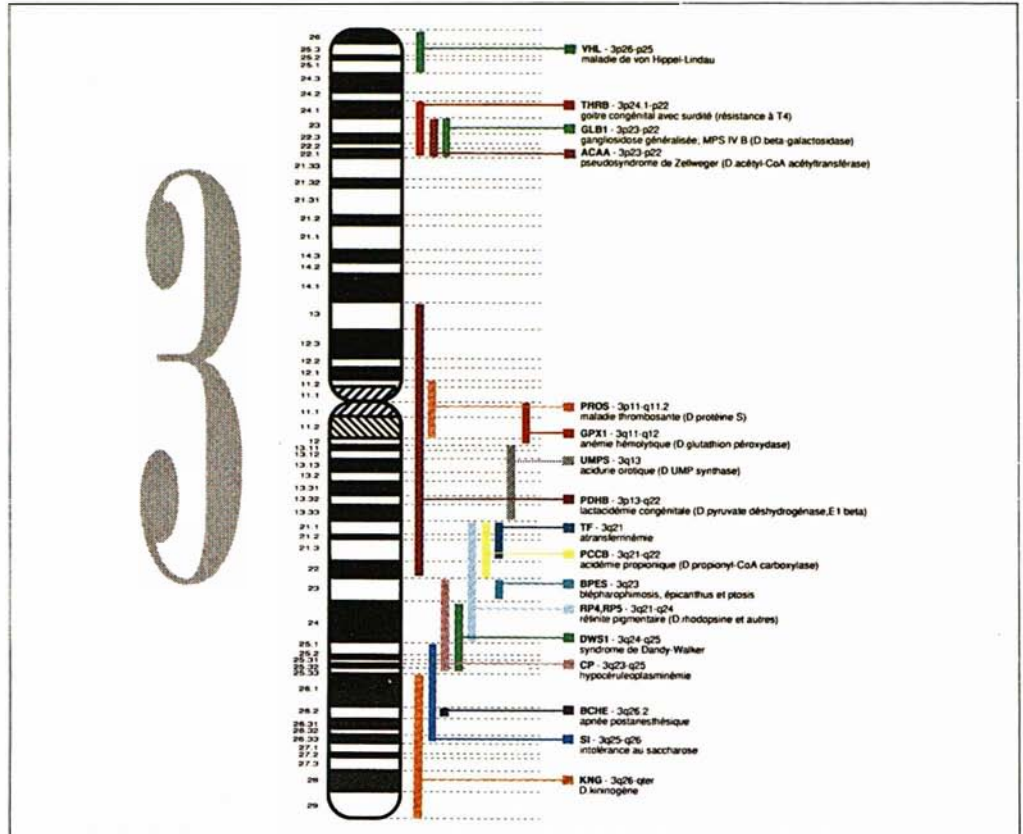 3
26
25.3
25.2
25.1
24.3
24.2
24.1
23
22.3
22.2
22.1
21.33
21.32
21.31
21.2
21.1
14.3
14.2
14.1
13
12.3
12.2
12.1
11.2
11.1
11.1
11.2
12
13.11
13.12
13.13
13.2
13.31
13.32
13.33
21.1
21.2
21.3
22
23
24
25.1
25.2
25.31
25.32
25.33
26.1
26.2
26.31
26.32
26.33
27.1
27.2
27.3
28
29
VHL - 3p26-p25
maladie de von Hippel-Lindau
THRB - 3p24.1-p22
goitre congénital avec surdité (résistance à T4)
GLB1 - 3p23-p22
gangliosidose généralisée, MPS IV B (D.beta-galactosidase)
ACAA - 3p23-p22
pseudosyndrome de Zellweger (D.acétyl-CoA acétyltransférase)
PROS - 3p11-q11.2
maladie thrombosante (D.protéine S)
GPX1 - 3q11-q12
anémie hémolytique (D.glutathion péroxydase)
UMPS - 3q13
acidurie orotique (D.UMP synthase)
PDHB - 3p13-q22
lactacidémie congénitale (D.pyruvate déshydrogénase,E1 beta)
TF - 3q21
atransferrinémie
PCCB - 3q21-q22
acidémie propionique (D.propionyl-CoA carboxylase)
BPES - 3q23
blépharophimosis, épicanthus et ptosis
RP4,RP5 - 3q21-q24
rétinite pigmentaire (D.rhodopsine et autres)
DWS1 - 3q24-q25
syndrome de Dandy-Walker
CP - 3q23-q25
hypocéruleoplasminémie
BCHE - 3q26.2
apnée postanesthésique
SI - 3q25-q26
intolérance au saccharose
KNG - 3q26-qter
D.kininogène